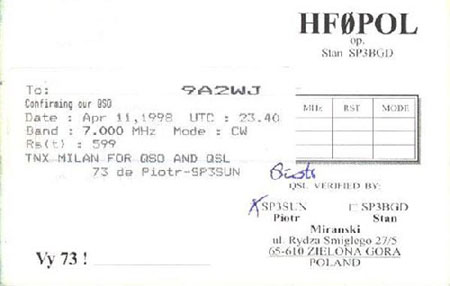 HFØPOL
op.
Stan SP3BGD
To: 9A2WJ
Confirming our QSO
Date : Apr 11,1998 UTC : 23.40
Band : 7.000 MHz Mode : CW
Rs(t) : 599
TNX MILAN FOR QSO AND QSL
73 de Piotr-SP3SUN
MHz RST MODE
Piotr
QSL VERIFIED BY:
X SP3SUN □ SP3BGD
Piotr Stan
Miranski
ul. Rydza Smiglego 27/5
65-610 ZIELONA GORA
POLAND
Vy 73 !